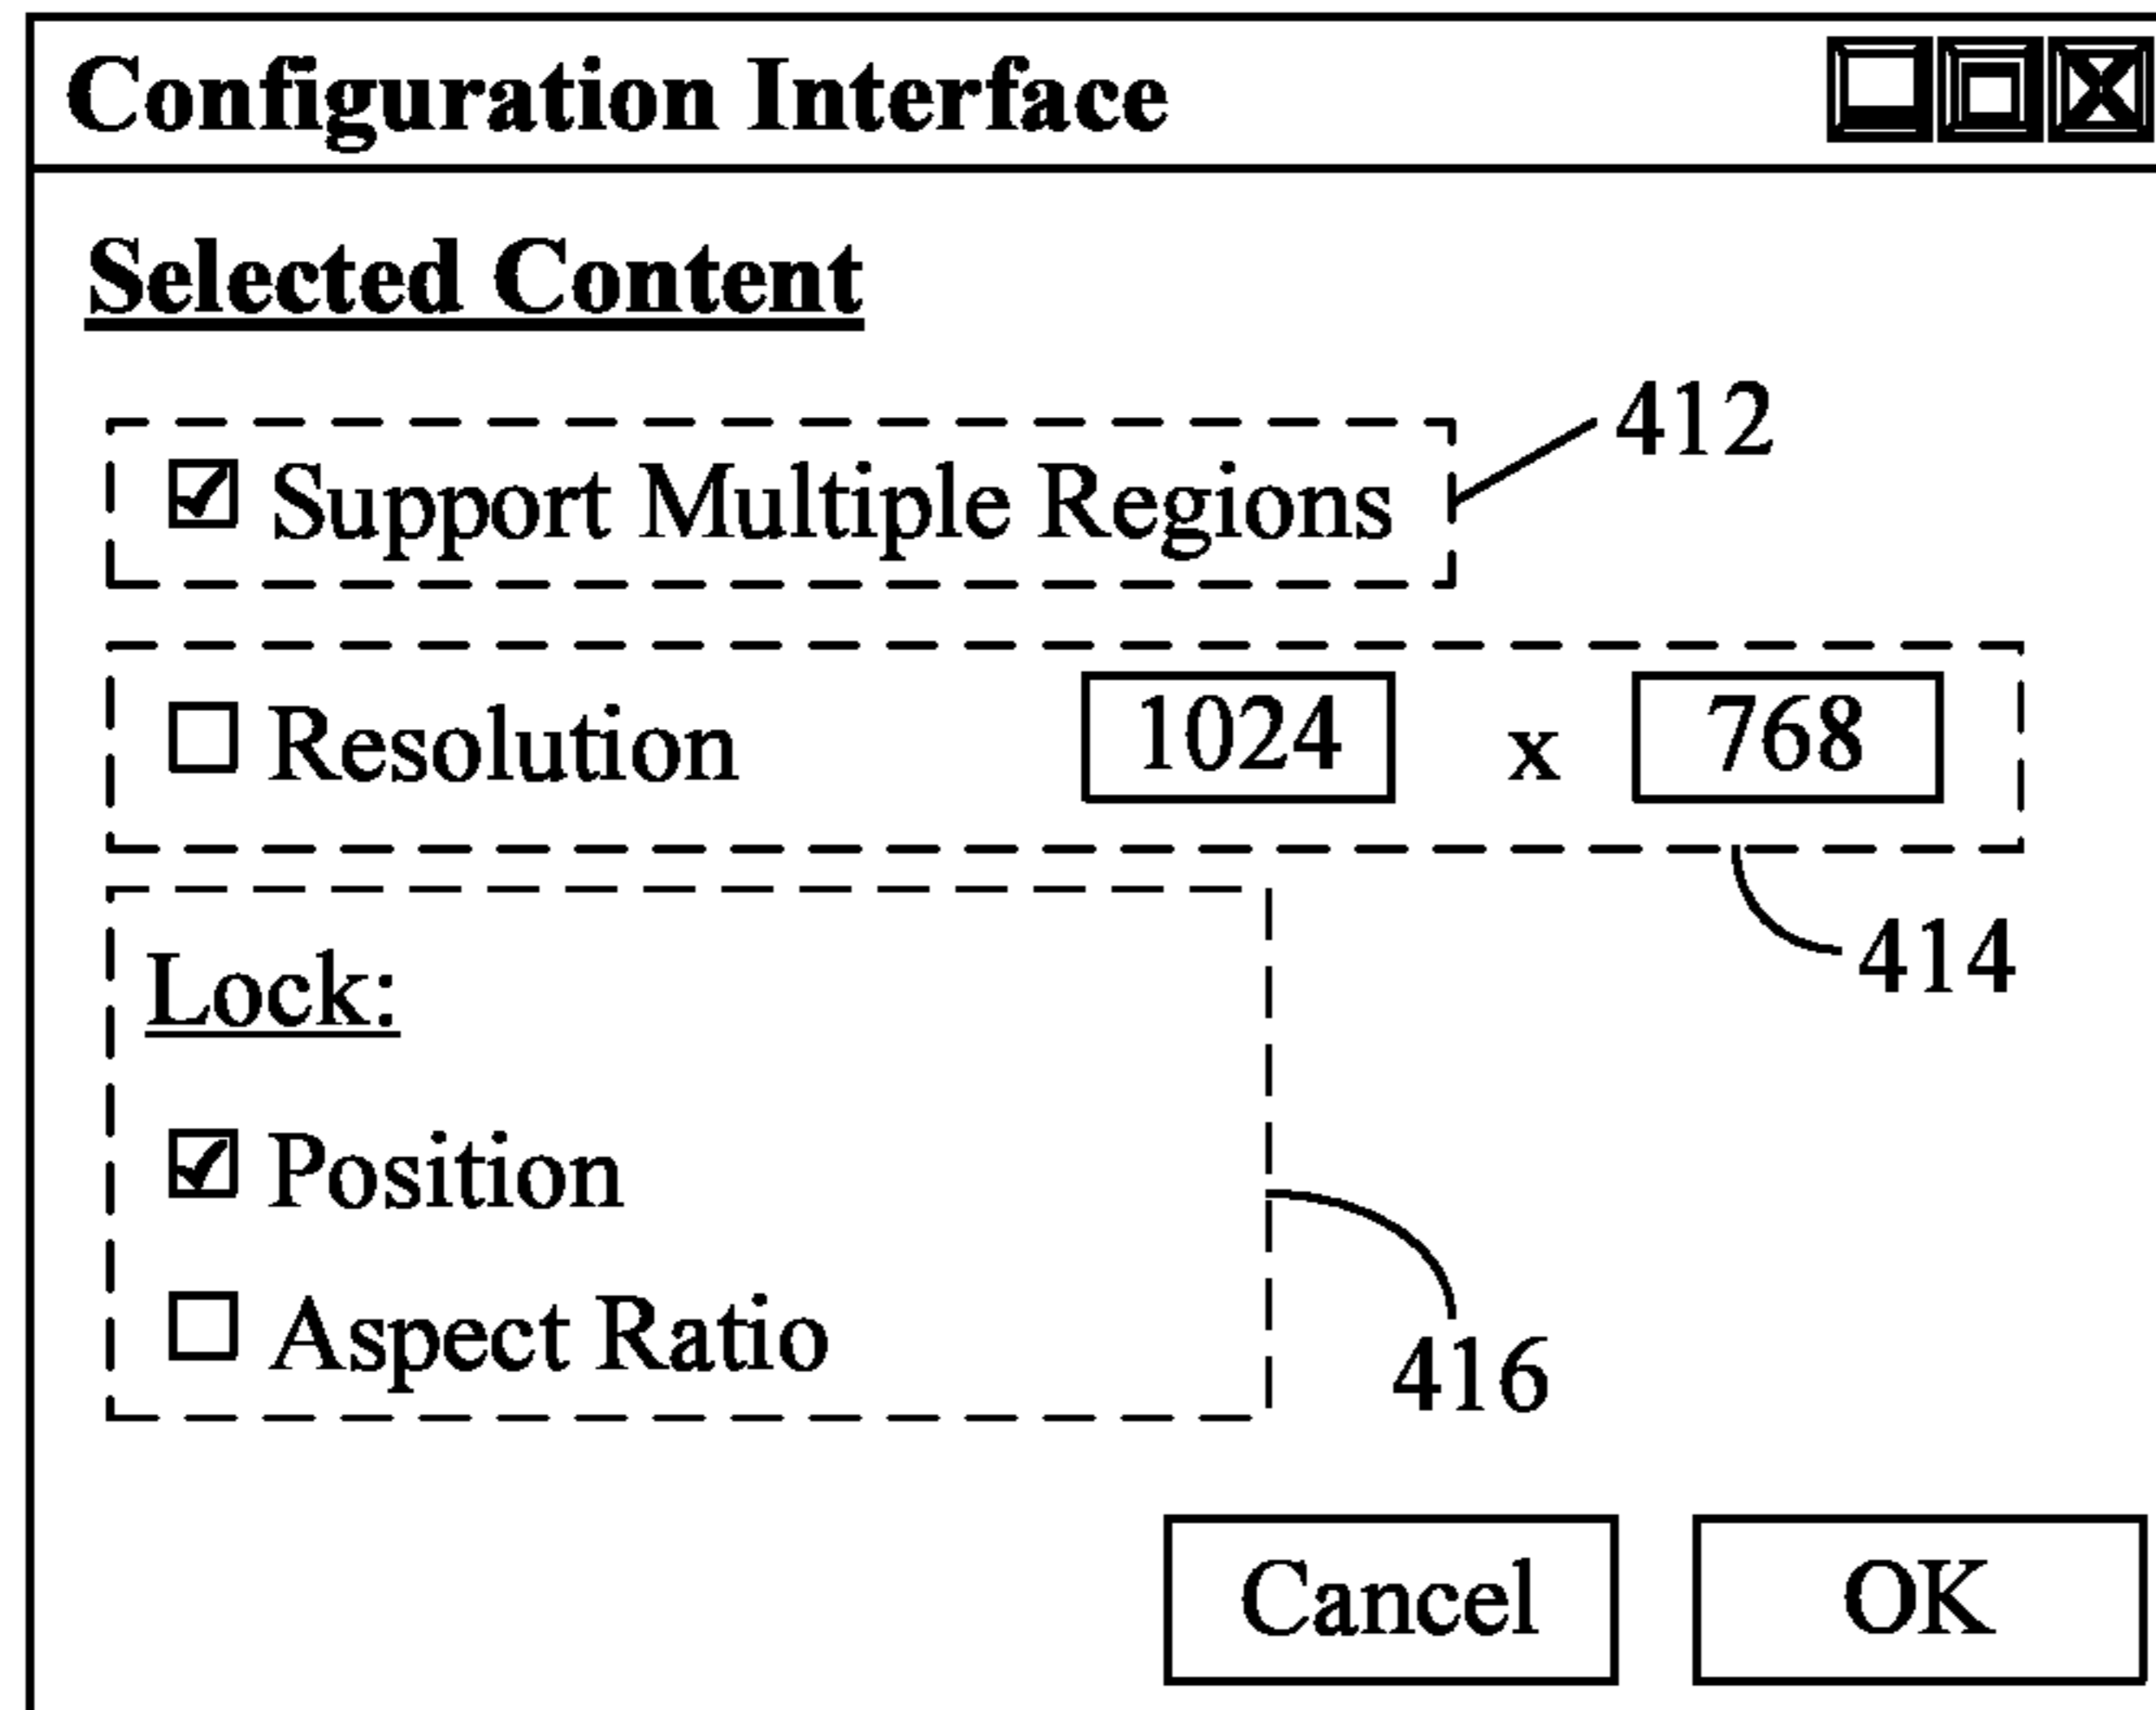 Configuration Interface
Selected Content
412
Support Multiple Regions
Resolution 1024 x 768
414
Lock:
Position
Aspect Ratio
416
Cancel OK